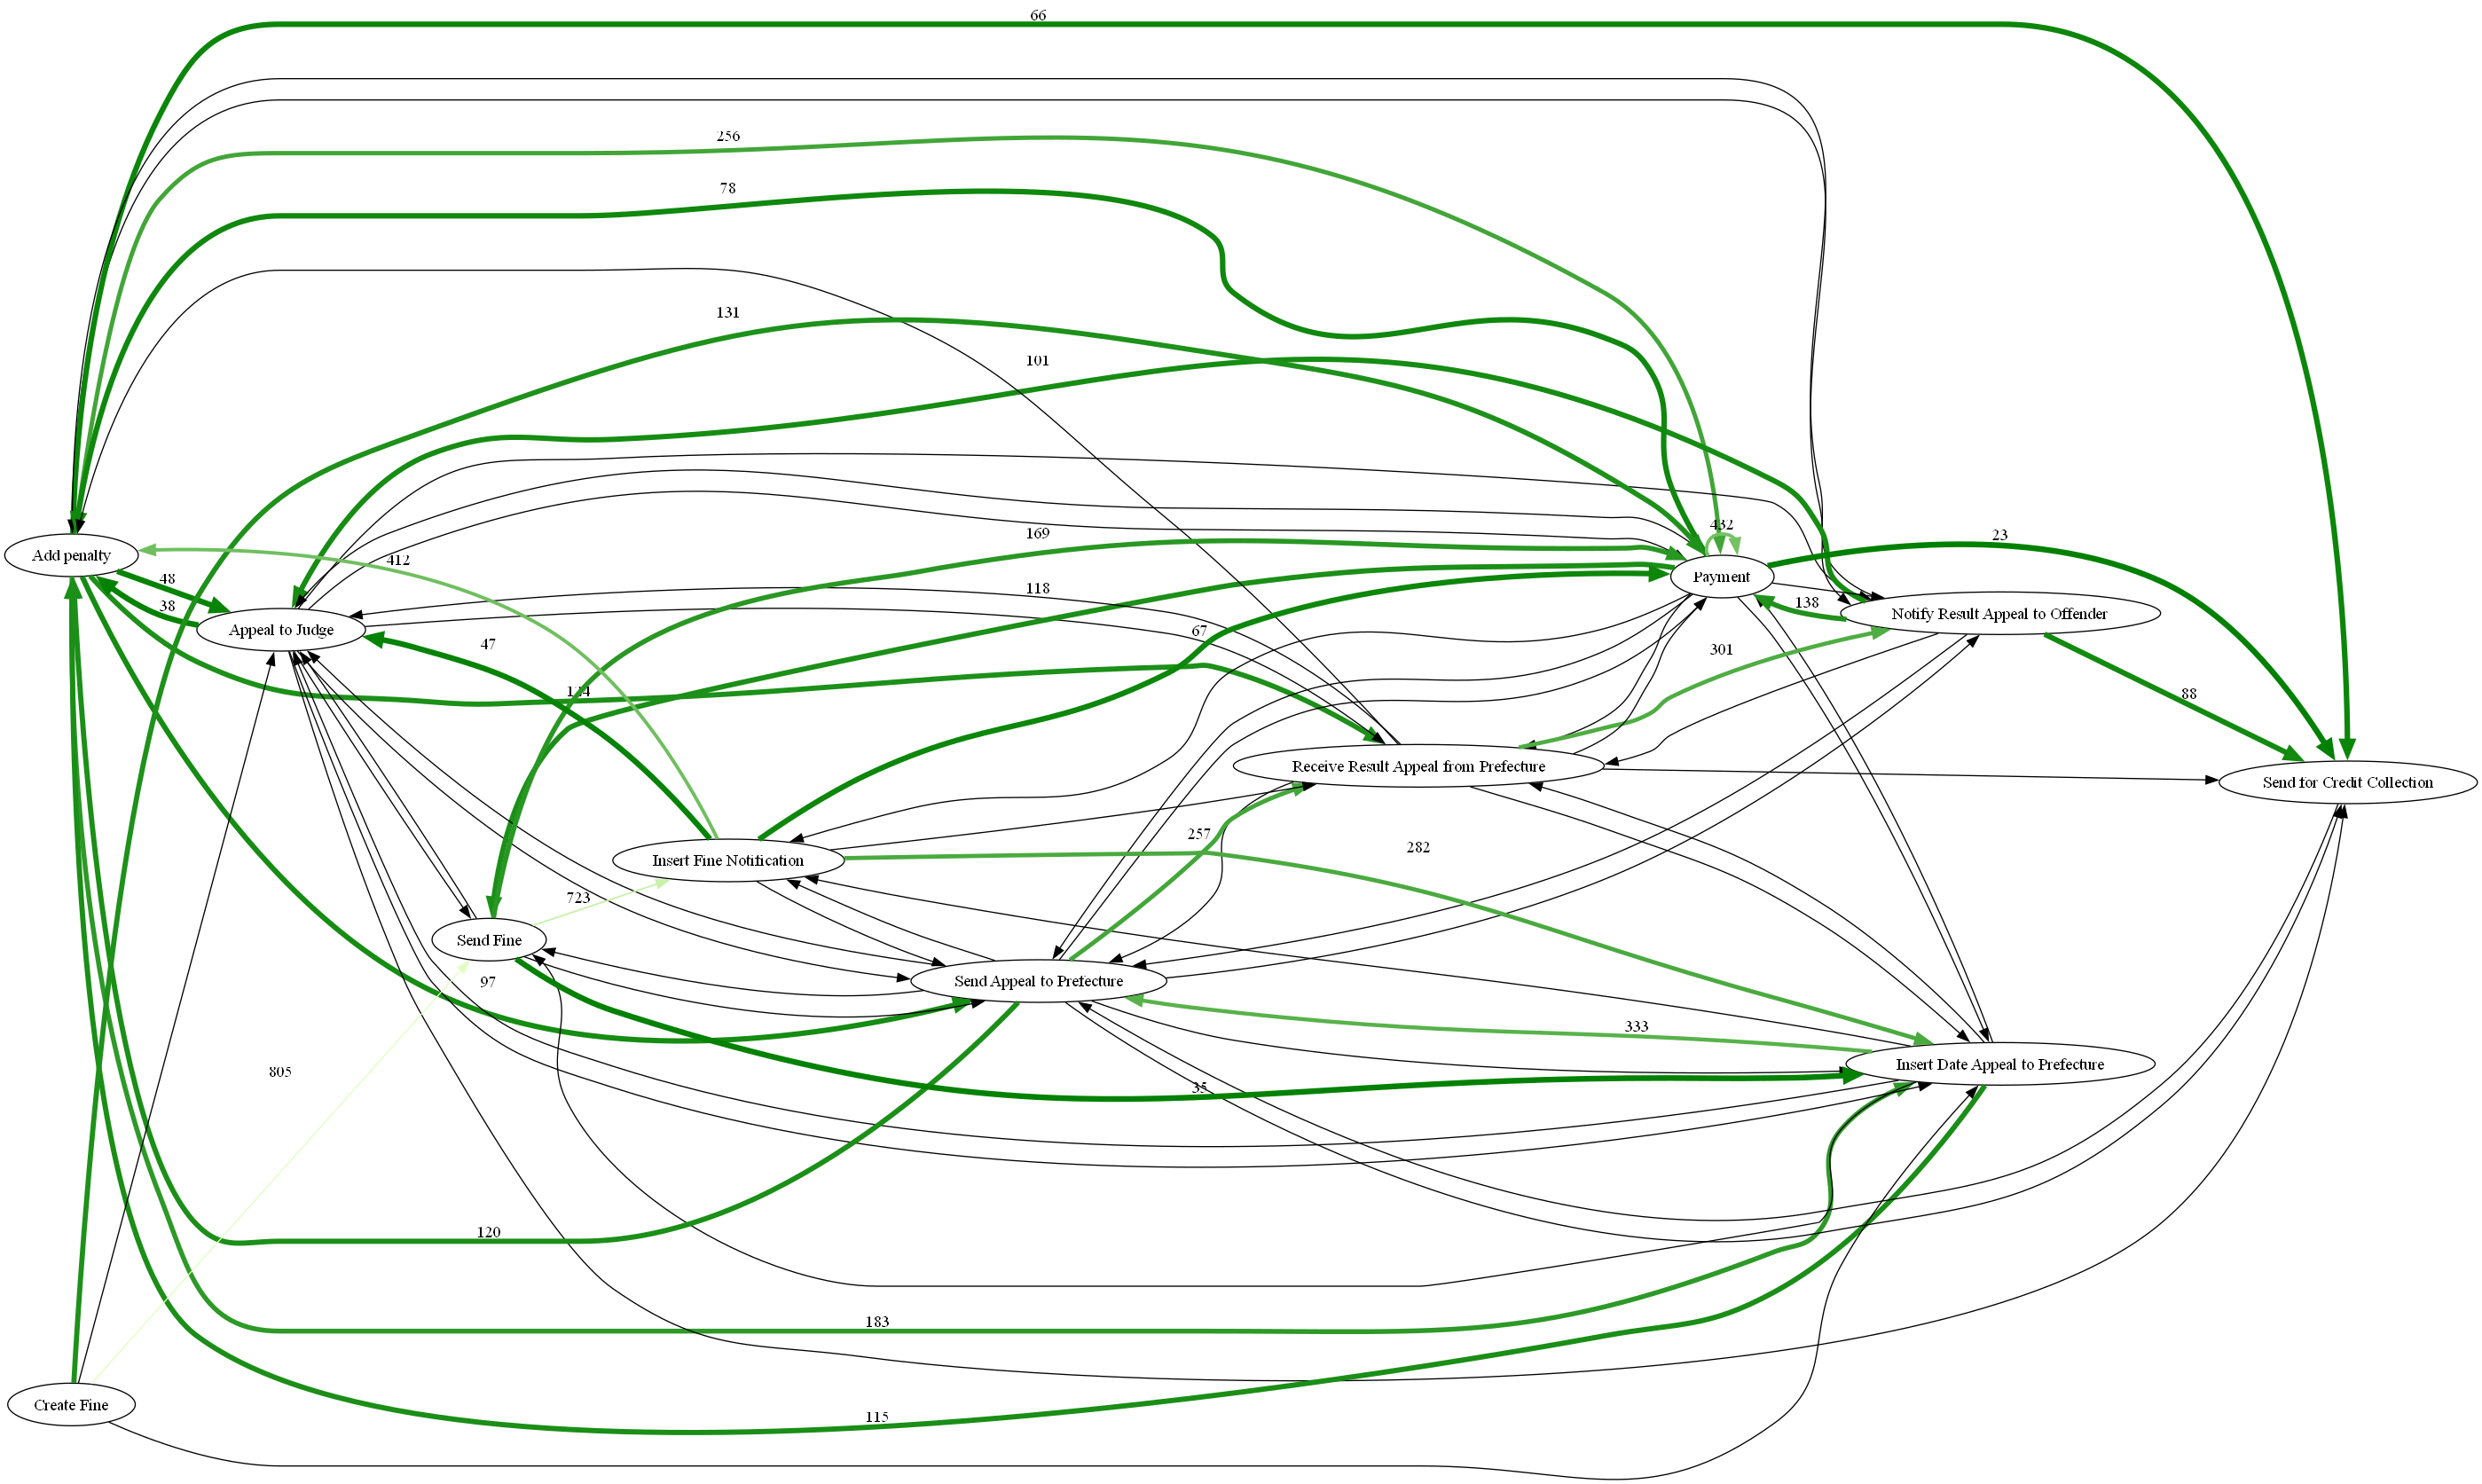 66
256
78
131
101
432
23
169
Add penalty
412
48
Payment
118
138
38
Notify Result Appeal to Offender
Appeal to Judge
67
47
301
88
Receive Result Appeal from Prefecture
Send for Credit Collection
257
282
Insert Fine Notification
723
Send Fine
97
Send Appeal to Prefecture
333
Insert Date Appeal to Prefecture
805
35
120
183
Create Fine
115